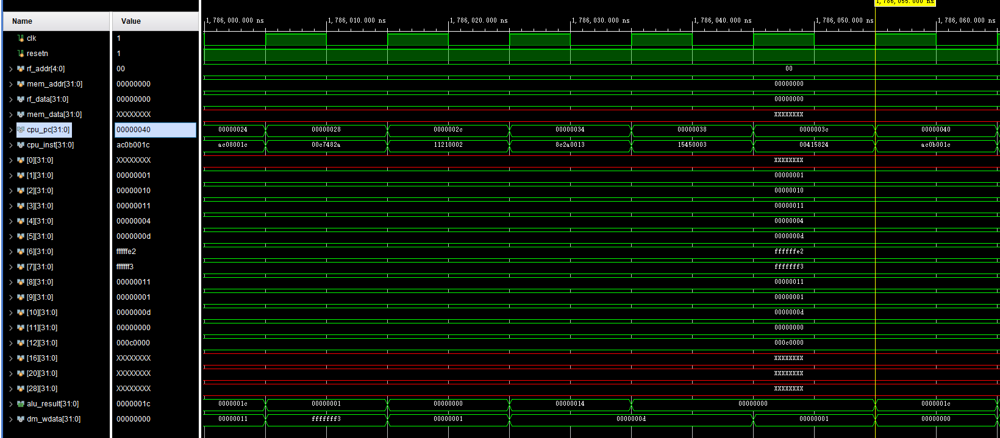 1,786,055.000 ns
Name Value 1,786,000.000 ns 1,786,010.000 ns 1,786,020.000 ns 1,786,030.000 ns 1,786,040.000 ns 1,786,050.000 ns 1,786,060.000 ns
clk 1
resetn 1
rf_addr[4:0] 00 00
mem_addr[31:0] 00000000 00000000
rf_data[31:0] 00000000 00000000
mem_data[31:0] XXXXXXXX XXXXXXXX
cpu_pc[31:0] 00000040 00000024 00000028 0000002c 00000034 00000038 0000003c 00000040
cpu_inst[31:0] ac0b001c ac08001c 00c7482a 11210002 8c2a0013 15450003 00415824 ac0b001c
[0][31:0] XXXXXXXX XXXXXXXX
[1][31:0] 00000001 00000001
[2][31:0] 00000010 00000010
[3][31:0] 00000011 00000011
[4][31:0] 00000004 00000004
[5][31:0] 0000000d 0000000d
[6][31:0] ffffffe2 ffffffe2
[7][31:0] fffffff3 fffffff3
[8][31:0] 00000011 00000011
[9][31:0] 00000001 00000001
[10][31:0] 0000000d 0000000d
[11][31:0] 00000000 00000000
[12][31:0] 000c0000 000c0000
[16][31:0] XXXXXXXX XXXXXXXX
[20][31:0] XXXXXXXX XXXXXXXX
[28][31:0] XXXXXXXX XXXXXXXX
alu_result[31:0] 0000001c 0000001c 00000001 00000000 00000014 00000000 0000001c
dm_wdata[31:0] 00000000 00000011 fffffff3 00000001 0000000d 00000001 00000000